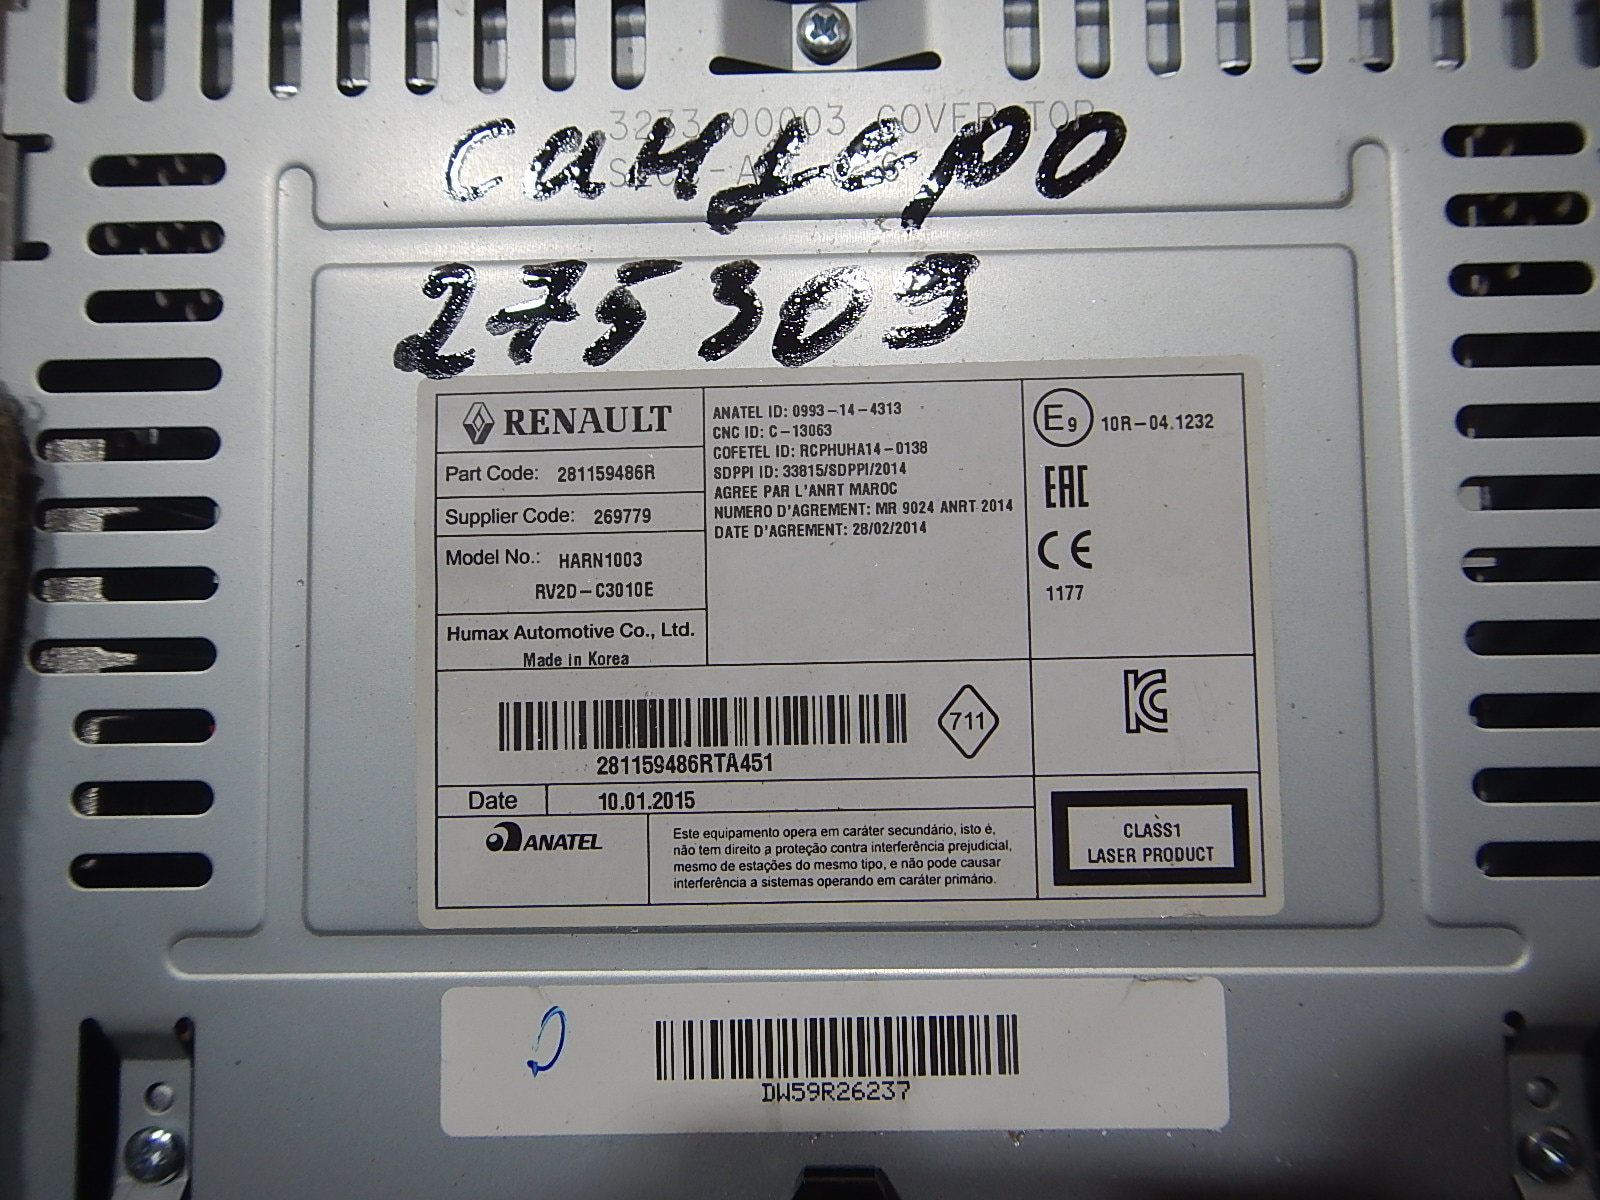 3233 00003 COVER TOP
сандеро
275303
RENAULT
Part Code: 281159486R
Supplier Code: 269779
Model No.: HARN1003
RV2D-C3010E
Humax Automotive Co., Ltd.
Made in Korea
ANATEL ID: 0993-14-4313
CNC ID: C-13063
COFETEL ID: RCPHUHA14-0138
SDPPI ID: 33815/SDPPI/2014
AGREE PAR L'ANRT MAROC
NUMERO D'AGREMENT: MR 9024 ANRT 2014
DATE D'AGREMENT: 28/02/2014
E9 10R-04.1232
EAC
CE
1177
281159486RTA451
711
KC
Date 10.01.2015
ANATEL
Este equipamento opera em caráter secundário, isto é,
não tem direito a proteção contra interferência prejudicial,
mesmo de estações do mesmo tipo, e não pode causar
interferência a sistemas operando em caráter primário.
CLASS1
LASER PRODUCT
DW59R26237